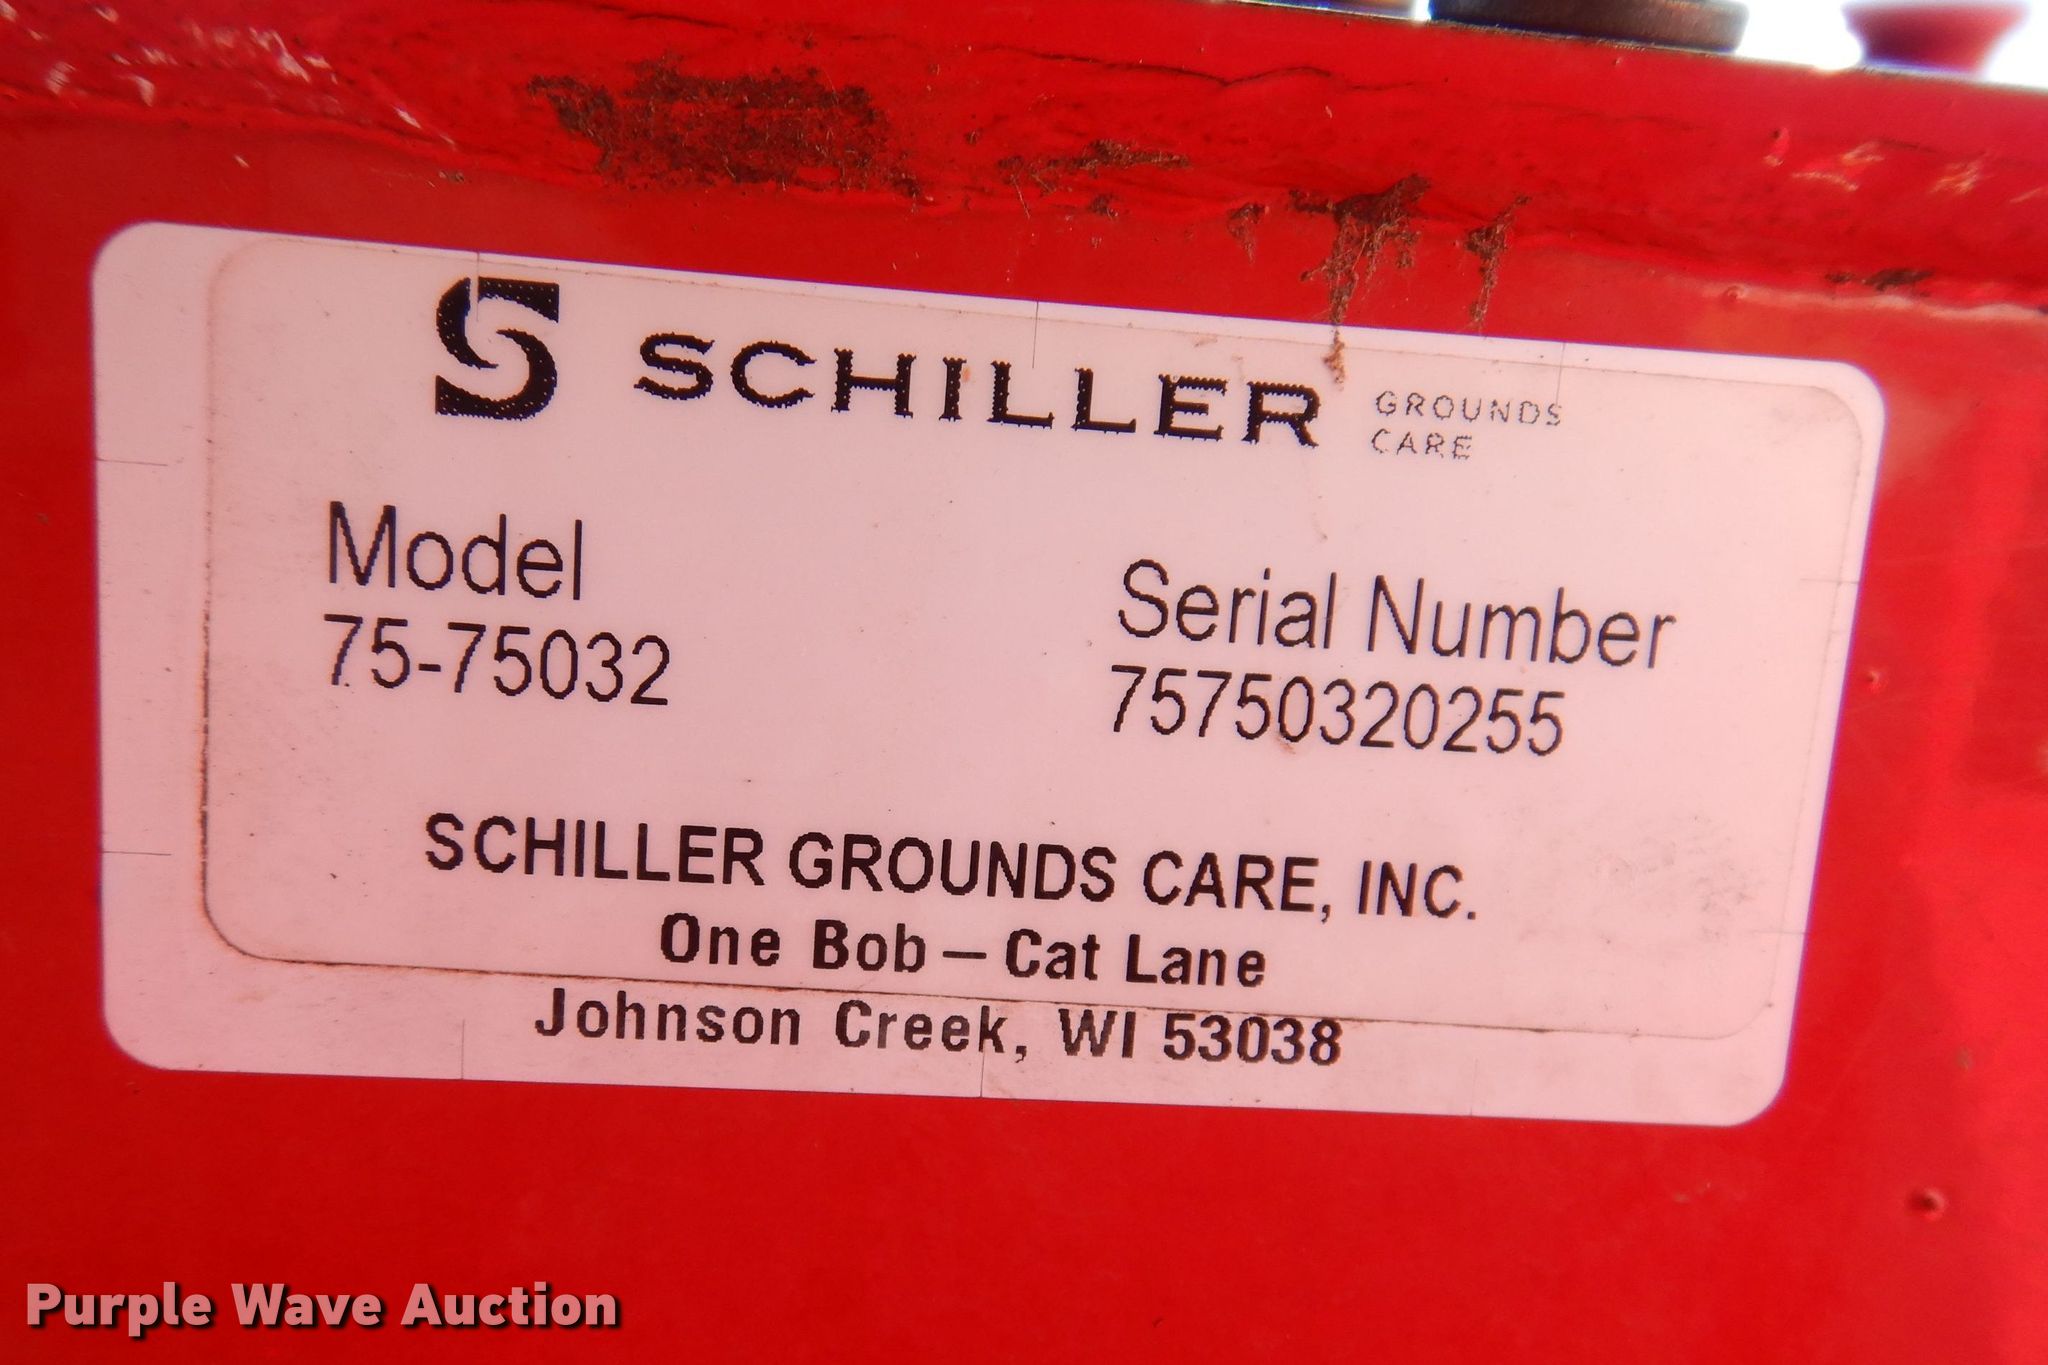 SCHILLER GROUNDS CARE
Model
75-75032
Serial Number
75750320255
SCHILLER GROUNDS CARE, INC.
One Bob-Cat Lane
Johnson Creek, WI 53038
Purple Wave Auction